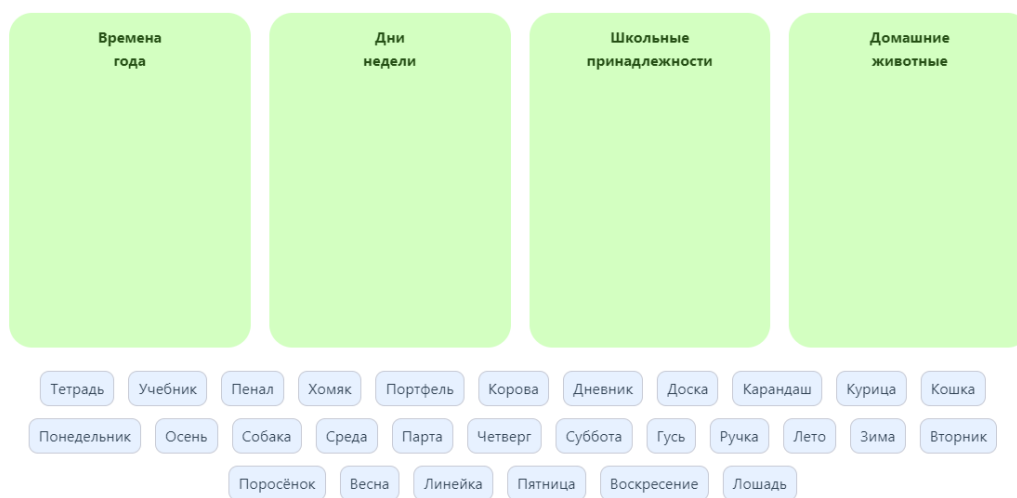 Времена
года
Дни
недели
Школьные
принадлежности
Домашние
животные
Тетрадь Учебник Пенал Хомяк Портфель Корова Дневник Доска Карандаш Курица Кошка
Понедельник Осень Собака Среда Парта Четверг Суббота Гусь Ручка Лето Зима Вторник
Поросёнок Весна Линейка Пятница Воскресение Лошадь